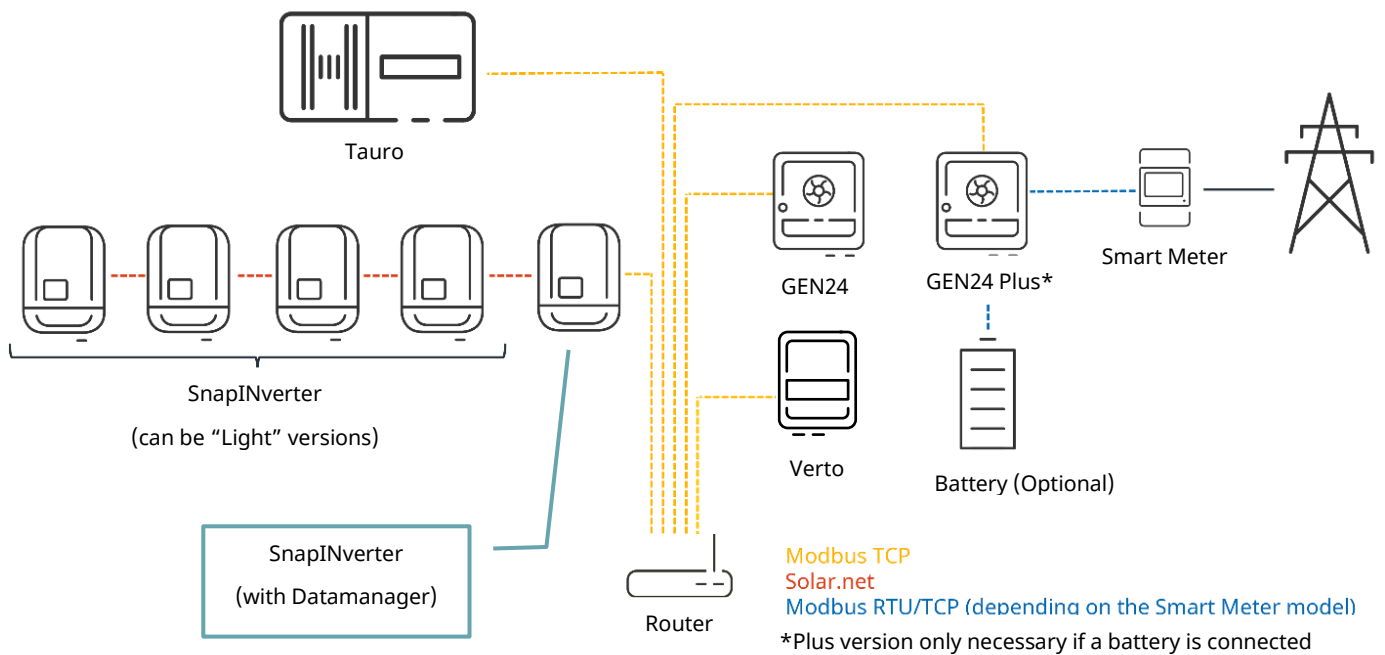 Tauro
GEN24
GEN24 Plus*
Smart Meter
SnapINverter
(can be “Light” versions)
Verto
Battery (Optional)
SnapINverter
(with Datamanager)
Router
Modbus TCP
Solar.net
Modbus RTU/TCP (depending on the Smart Meter model)
*Plus version only necessary if a battery is connected